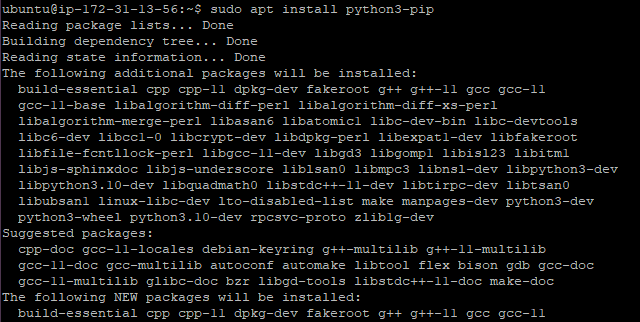 ubuntu@ip-172-31-13-56:~$ sudo apt install python3-pip
Reading package lists... Done
Building dependency tree... Done
Reading state information... Done
The following additional packages will be installed:
build-essential cpp cpp-11 dpkg-dev fakeroot g++ g++-11 gcc gcc-11
gcc-11-base libalgorithm-diff-perl libalgorithm-diff-xs-perl
libalgorithm-merge-perl libasan6 libatomic1 libc-dev-bin libc-devtools
libc6-dev libcc1-0 libcrypt-dev libdpkg-perl libexpat1-dev libfakeroot
libfile-fcntllock-perl libgcc-11-dev libgd3 libgomp1 libisl23 libitm1
libjs-sphinxdoc libjs-underscore liblsan0 libmpc3 libnsl-dev libpython3-dev
libpython3.10-dev libquadmath0 libstdc++-11-dev libtirpc-dev libtsan0
libubsan1 linux-libc-dev lto-disabled-list make manpages-dev python3-dev
python3-wheel python3.10-dev rpcsvc-proto zlib1g-dev
Suggested packages:
cpp-doc gcc-11-locales debian-keyring g++-multilib g++-11-multilib
gcc-11-doc gcc-multilib autoconf automake libtool flex bison gdb gcc-doc
gcc-11-multilib glibc-doc bzr libgd-tools libstdc++-11-doc make-doc
The following NEW packages will be installed:
build-essential cpp cpp-11 dpkg-dev fakeroot g++ g++-11 gcc gcc-11